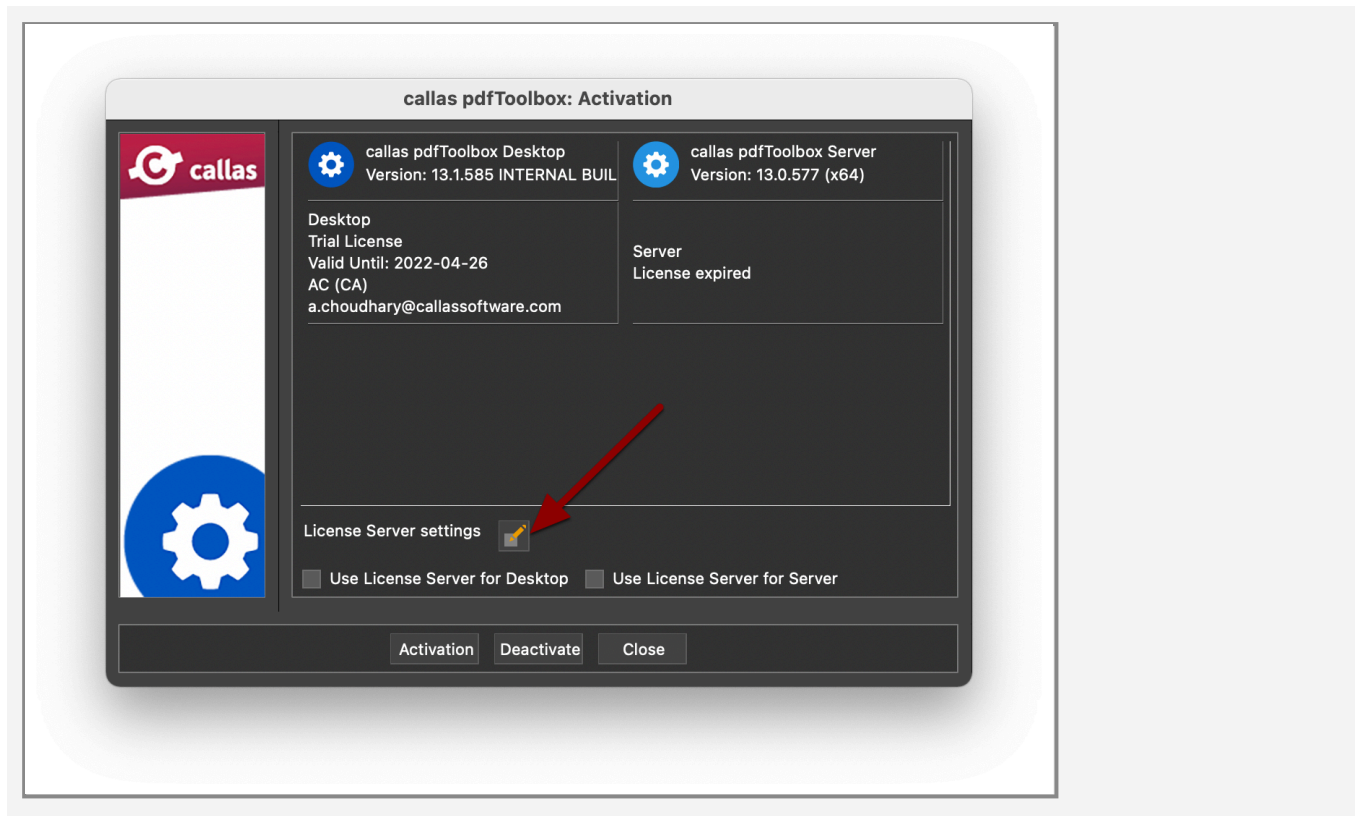 callas pdfToolbox: Activation
callas
callas pdfToolbox Desktop
Version: 13.1.585 INTERNAL BUIL
callas pdfToolbox Server
Version: 13.0.577 (x64)
Desktop
Trial License
Valid Until: 2022-04-26
AC (CA)
a.choudhary@callassoftware.com
Server
License expired
License Server settings
Use License Server for Desktop
Use License Server for Server
Activation
Deactivate
Close